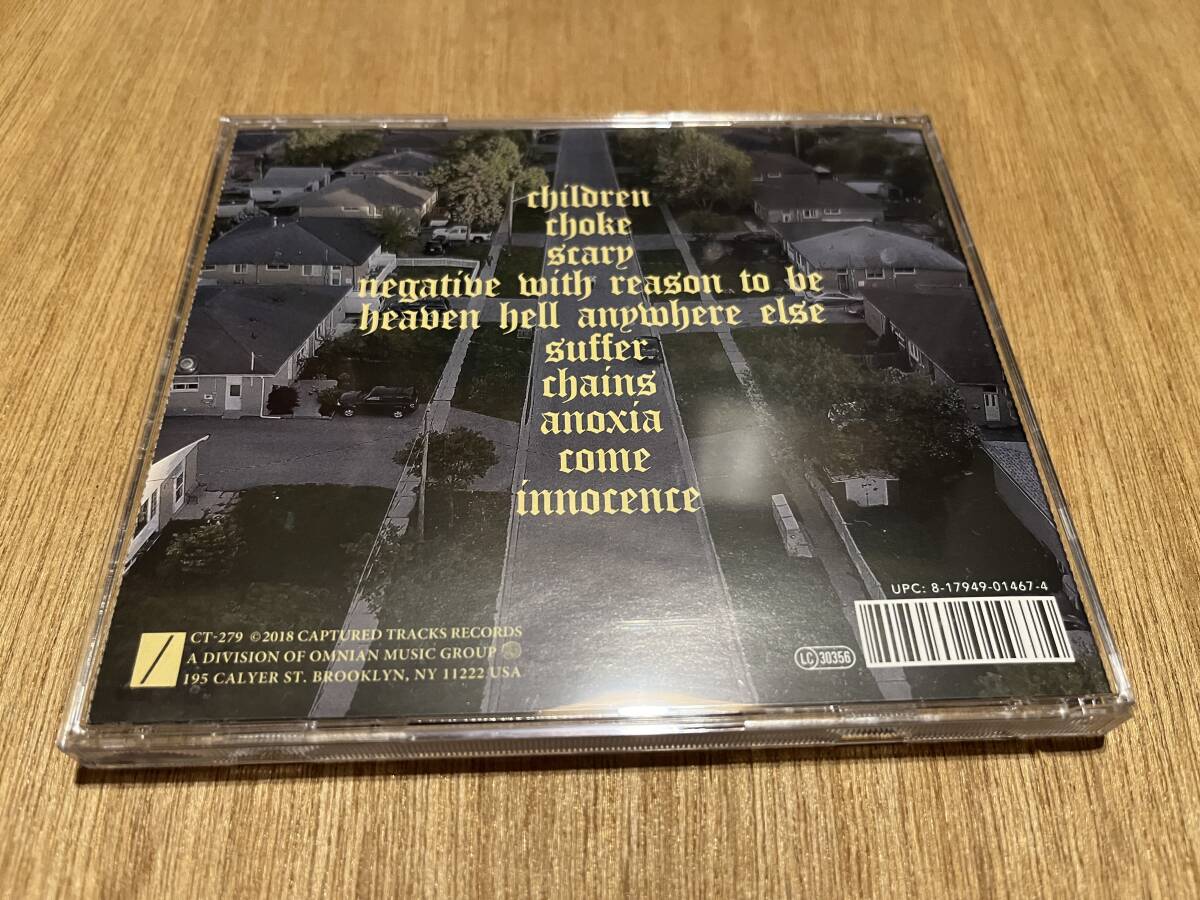 children
choke
scary
negative with reason to be
heaven hell anywhere else
suffer
chains
anoxia
come
innocence
UPC: 8-17949-01467-4
CT-279 ©2018 CAPTURED TRACKS RECORDS
A DIVISION OF OMNIAN MUSIC GROUP
195 CALYER ST. BROOKLYN, NY 11222 USA
LC 30356